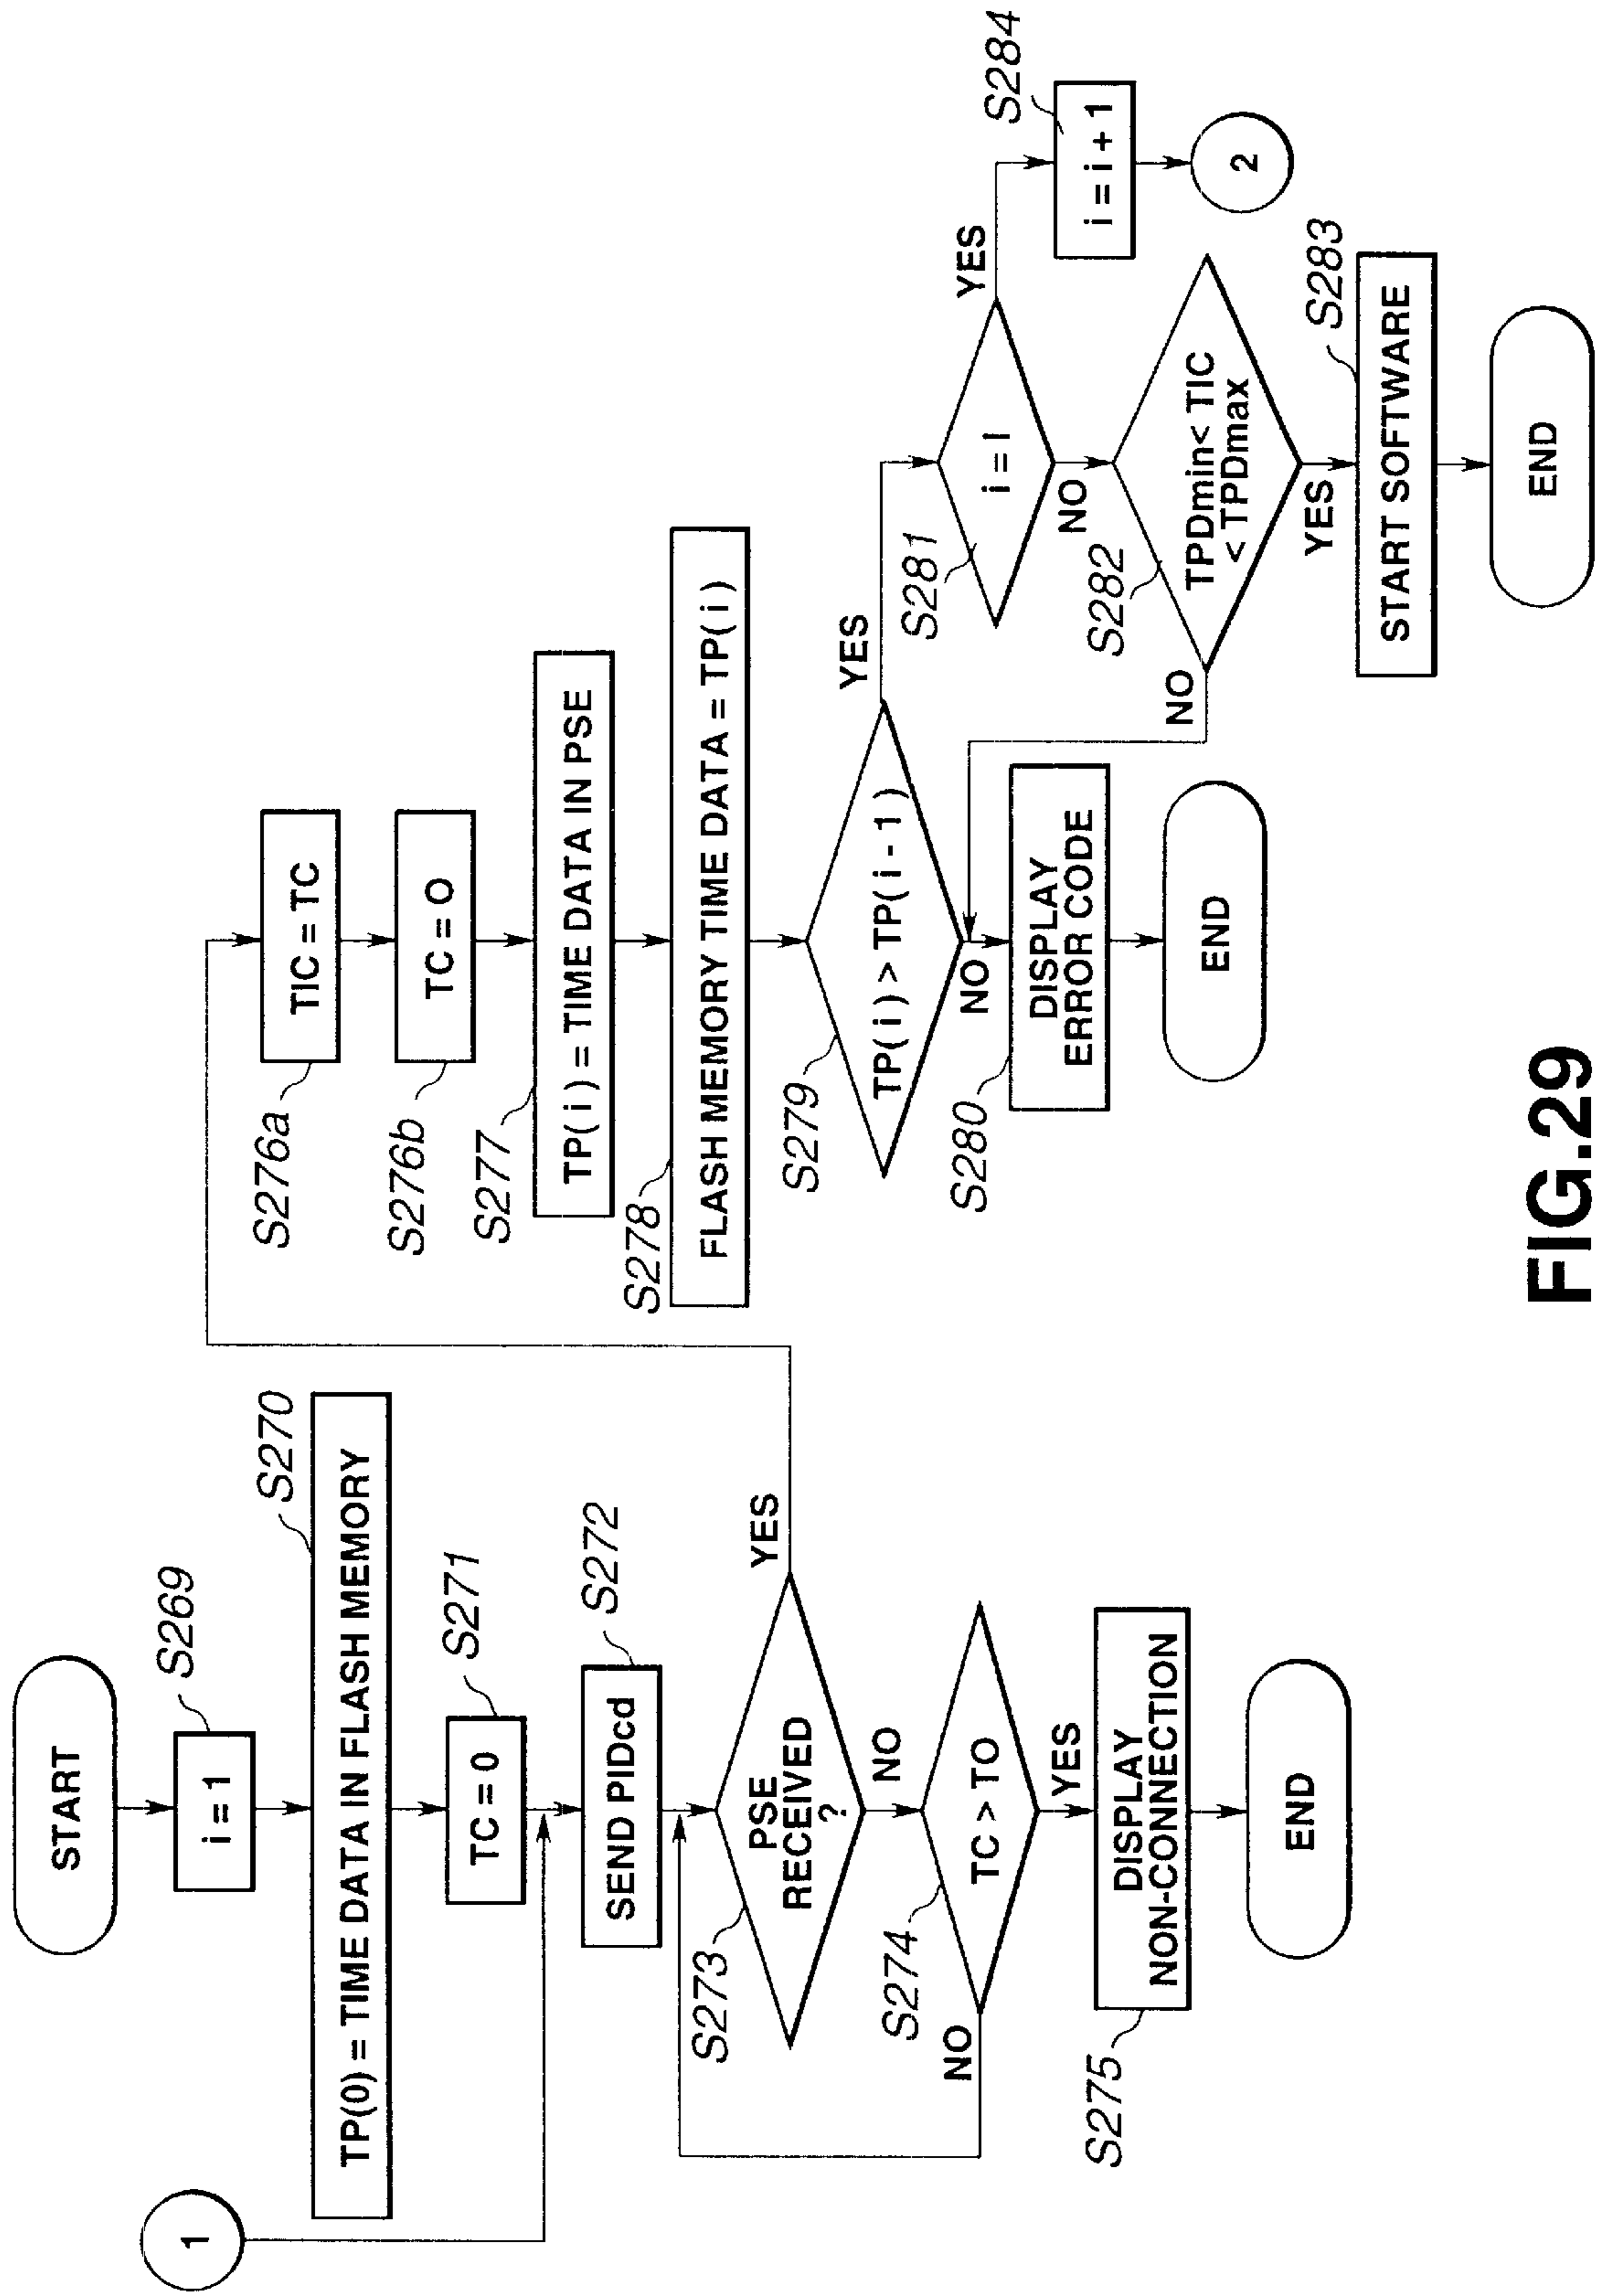 START
S269
i = 1
S270
TP(0) = TIME DATA IN FLASH MEMORY
S271
TC = 0
1
S272
SEND PIDcd
S273
PSE
RECEIVED
?
YES
NO
S274
TC > TO
NO
YES
S275
DISPLAY
NON-CONNECTION
END
S276a
TIC = TC
S276b
TC = O
S277
TP( i ) = TIME DATA IN PSE
S278
FLASH MEMORY TIME DATA = TP( i )
S279
TP( i ) > TP( i - 1 )
YES
NO
S280
DISPLAY
ERROR CODE
END
S281
i = I
YES
NO
S284
i = i + 1
2
S282
TPDmin< TIC
< TPDmax
NO
YES
S283
START SOFTWARE
END
FIG.29